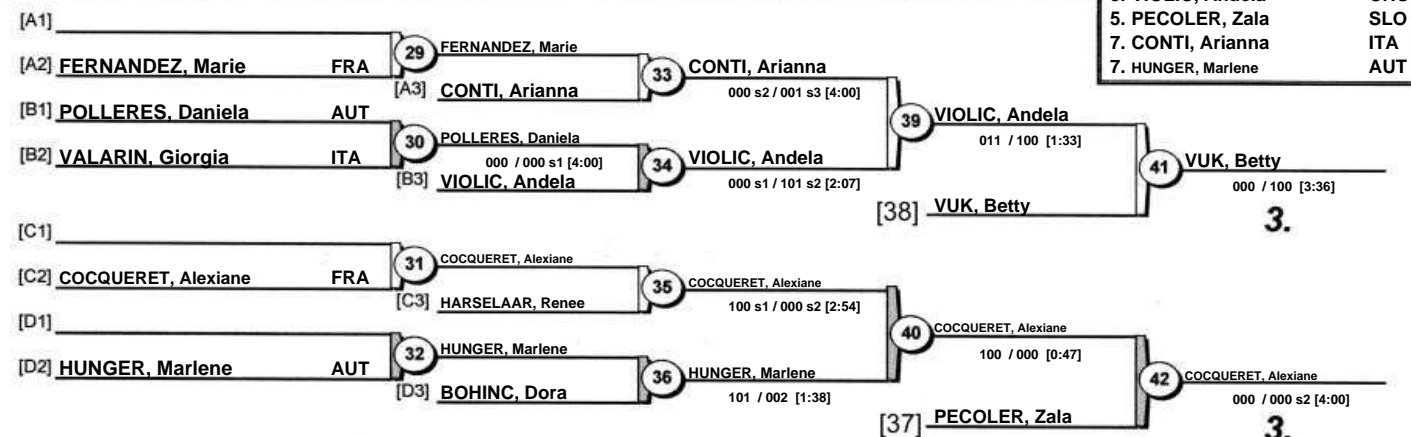 VIOLIC, Andela
5. PECOLER, Zala SLO
7. CONTI, Arianna ITA
7. HUNGER, Marlene AUT
[A1]
[A2] FERNANDEZ, Marie FRA
29 FERNANDEZ, Marie
[A3] CONTI, Arianna
33 CONTI, Arianna
000 s2 / 001 s3 [4:00]
[B1] POLLERES, Daniela AUT
[B2] VALARIN, Giorgia ITA
30 POLLERES, Daniela
000 / 000 s1 [4:00]
[B3] VIOLIC, Andela
34 VIOLIC, Andela
000 s1 / 101 s2 [2:07]
39 VIOLIC, Andela
011 / 100 [1:33]
[38] VUK, Betty
41 VUK, Betty
000 / 100 [3:36]
3.
[C1]
[C2] COCQUERET, Alexiane FRA
31 COCQUERET, Alexiane
[C3] HARSELAAR, Renee
35 COCQUERET, Alexiane
100 s1 / 000 s2 [2:54]
[D1]
[D2] HUNGER, Marlene AUT
32 HUNGER, Marlene
[D3] BOHINC, Dora
36 HUNGER, Marlene
101 / 002 [1:38]
40 COCQUERET, Alexiane
100 / 000 [0:47]
[37] PECOLER, Zala
42 COCQUERET, Alexiane
000 / 000 s2 [4:00]
3.